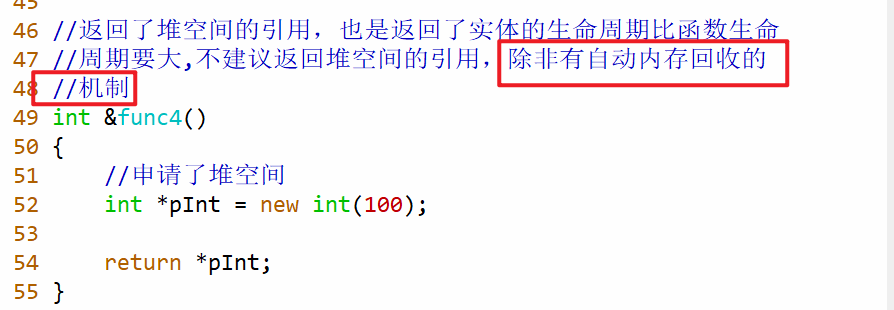 45
46 //返回了堆空间的引用，也是返回了实体的生命周期比函数生命
47 //周期要大,不建议返回堆空间的引用，除非有自动内存回收的
48 //机制
49 int &func4()
50 {
51     //申请了堆空间
52     int *pInt = new int(100);
53
54     return *pInt;
55 }